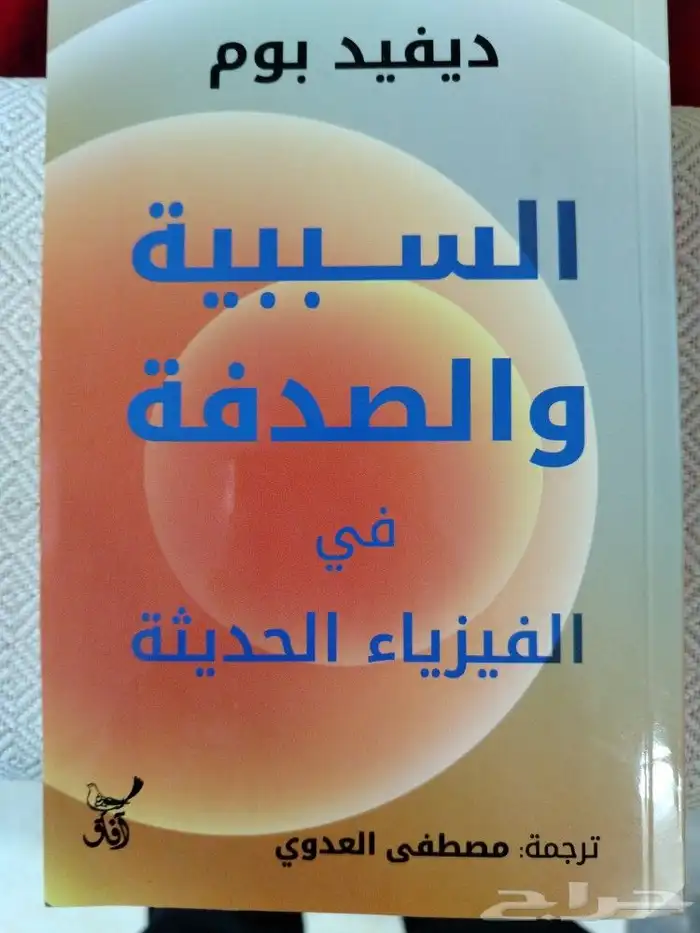 ديفيد بوم
السببية
والصدفة
في
الفيزياء الحديثة
آفاق
ترجمة: مصطفى العدوي
حراج